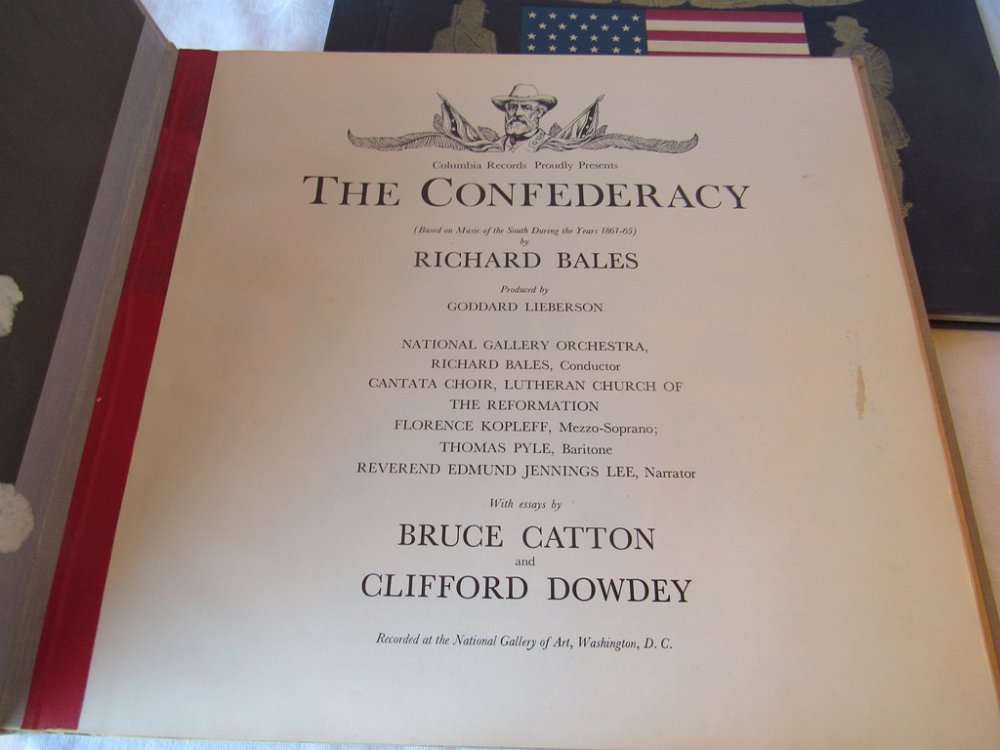 Columbia Records Proudly Presents
THE CONFEDERACY
(Based on Music of the South During the Years 1861-65)
by
RICHARD BALES
Produced by
GODDARD LIEBERSON
NATIONAL GALLERY ORCHESTRA,
RICHARD BALES, Conductor
CANTATA CHOIR, LUTHERAN CHURCH OF
THE REFORMATION
FLORENCE KOPLEFF, Mezzo-Soprano;
THOMAS PYLE, Baritone
REVEREND EDMUND JENNINGS LEE, Narrator
With essays by
BRUCE CATTON
and
CLIFFORD DOWDEY
Recorded at the National Gallery of Art, Washington, D. C.